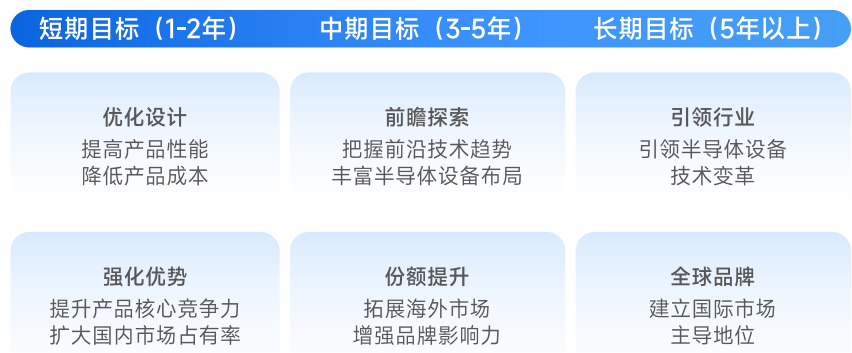 短期目标（1-2年）
中期目标（3-5年）
长期目标（5年以上）
优化设计
提高产品性能
降低产品成本
前瞻探索
把握前沿技术趋势
丰富半导体设备布局
引领行业
引领半导体设备
技术变革
强化优势
提升产品核心竞争力
扩大国内市场占有率
份额提升
拓展海外市场
增强品牌影响力
全球品牌
建立国际市场
主导地位